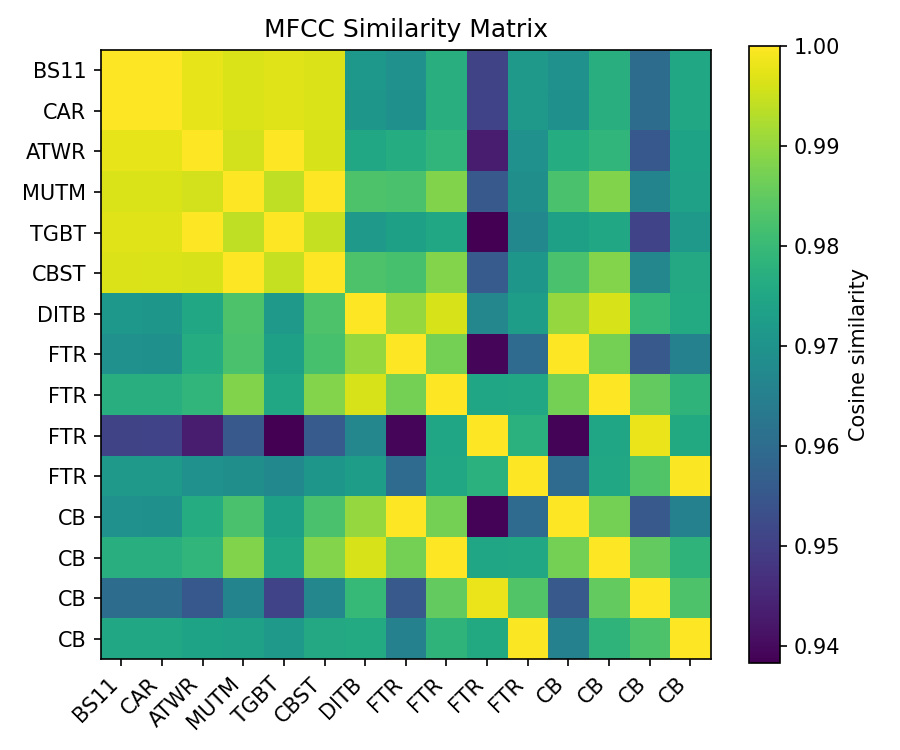 MFCC Similarity Matrix
BS11
CAR
ATWR
MUTM
TGBT
CBST
DITB
FTR
FTR
FTR
FTR
CB
CB
CB
CB
BS11 CAR ATWR MUTM TGBT CBST DITB FTR FTR FTR FTR CB CB CB CB
1.00
0.99
0.98
0.97
0.96
0.95
0.94
Cosine similarity